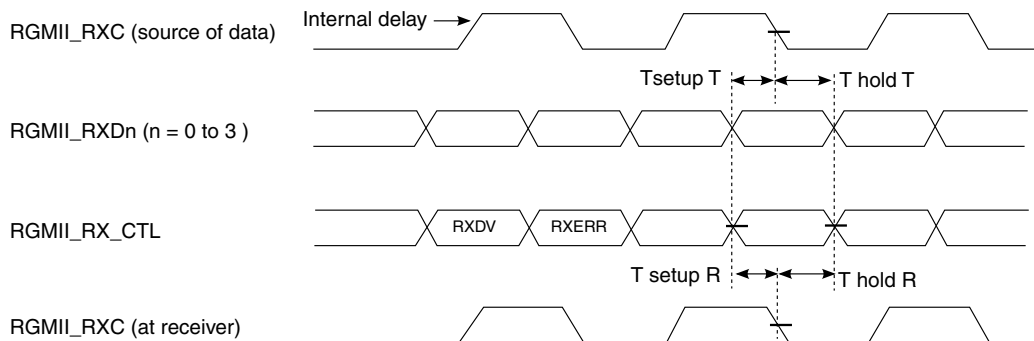 RGMII_RXC (source of data)
Internal delay
Tsetup T
T hold T
RGMII_RXDn (n = 0 to 3 )
RGMII_RX_CTL
RXDV
RXERR
T setup R
T hold R
RGMII_RXC (at receiver)